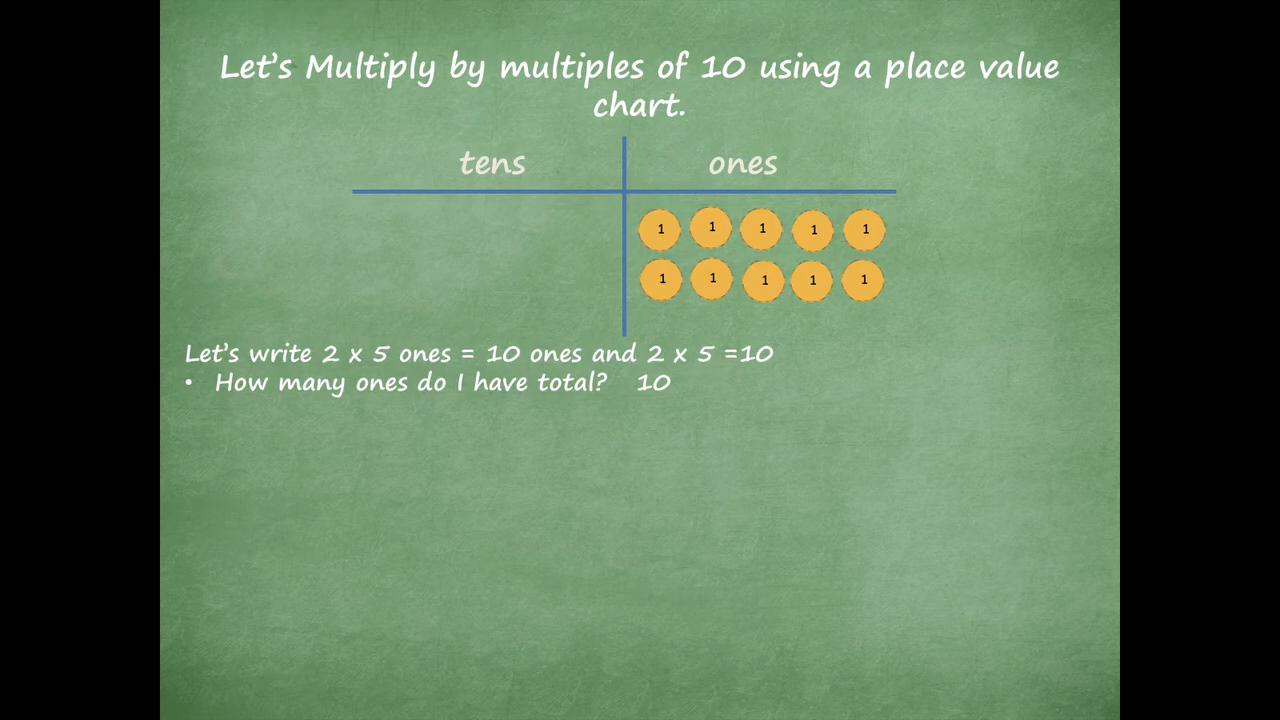 Let's Multiply by multiples of 10 using a place value
chart.
tens ones
1 1 1 1 1
1 1 1 1 1
Let's write 2 x 5 ones = 10 ones and 2 x 5 =10
• How many ones do I have total? 10